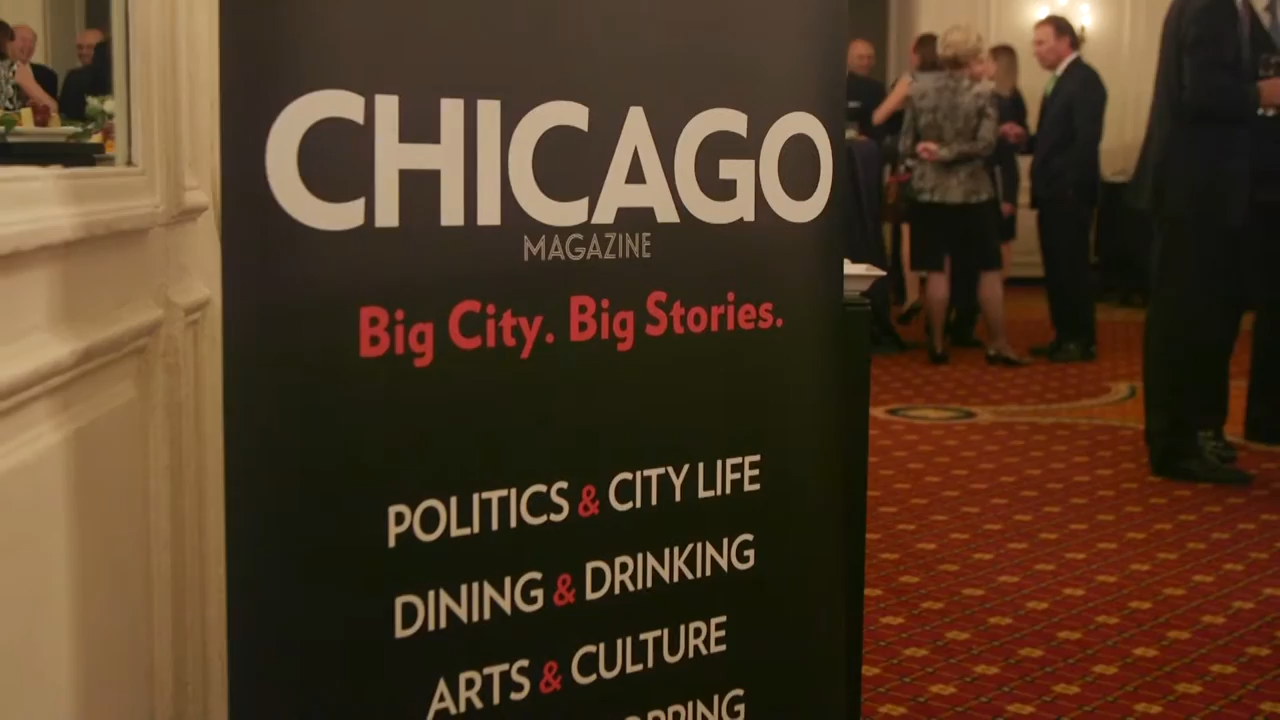 CHICAGO
MAGAZINE
Big City. Big Stories.
POLITICS & CITY LIFE
DINING & DRINKING
ARTS & CULTURE